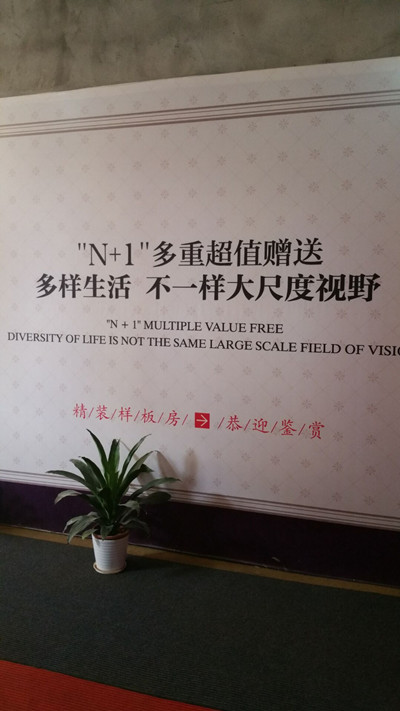 "N+1"多重超值赠送
多样生活 不一样大尺度视野
"N + 1" MULTIPLE VALUE FREE
DIVERSITY OF LIFE IS NOT THE SAME LARGE SCALE FIELD OF VISIO
精/装/样/板/房/→/恭/迎/鉴/赏